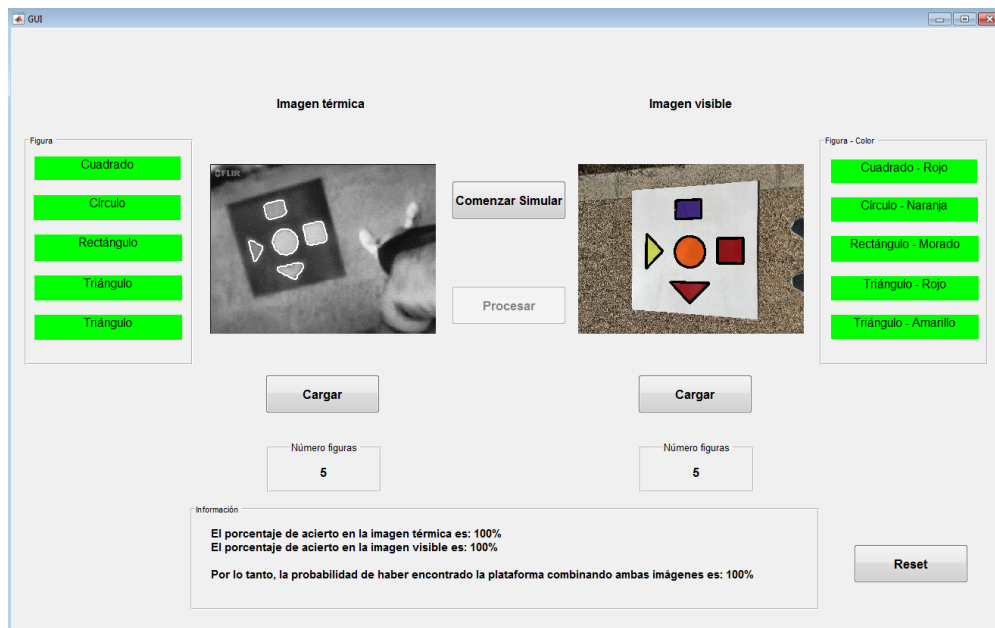 GUI
Imagen térmica
Imagen visible
Figura
Cuadrado
Círculo
Rectángulo
Triángulo
Triángulo
FLIR
Comenzar Simular
Procesar
Figura - Color
Cuadrado - Rojo
Círculo - Naranja
Rectángulo - Morado
Triángulo - Rojo
Triángulo - Amarillo
Cargar
Cargar
Número figuras
5
Número figuras
5
Información
El porcentaje de acierto en la imagen térmica es: 100%
El porcentaje de acierto en la imagen visible es: 100%
Por lo tanto, la probabilidad de haber encontrado la plataforma combinando ambas imágenes es: 100%
Reset